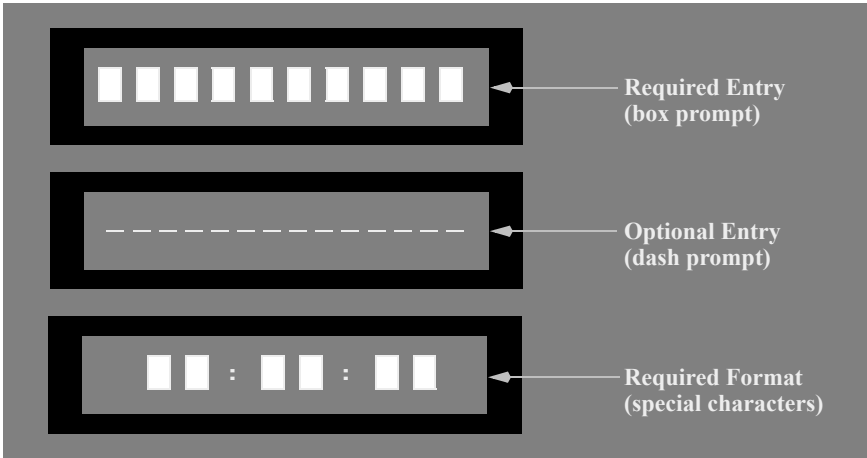 Required Entry
(box prompt)
Optional Entry
(dash prompt)
: :
Required Format
(special characters)